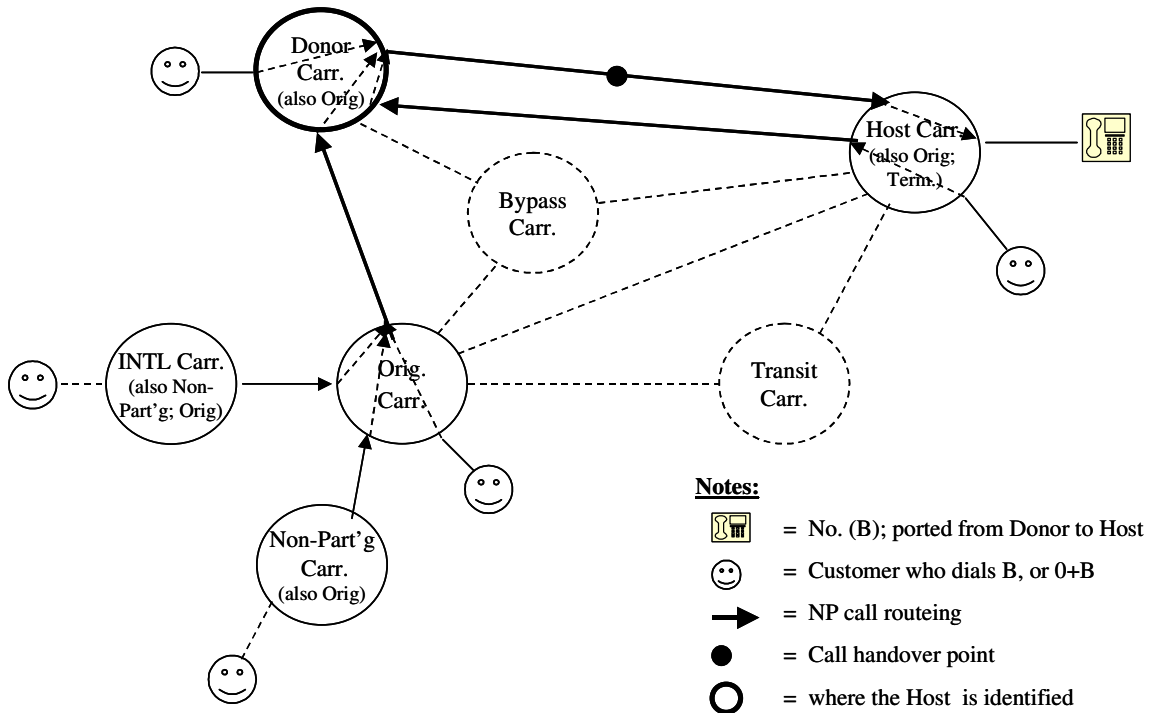 Donor
Carr.
(also Orig)
Host Carr.
(also Orig;
Term.)
Bypass
Carr.
INTL Carr.
(also Non-
Part'g; Orig)
Orig.
Carr.
Transit
Carr.
Non-Part'g
Carr.
(also Orig)
Notes:
= No. (B); ported from Donor to Host
= Customer who dials B, or 0+B
= NP call routeing
= Call handover point
= where the Host is identified